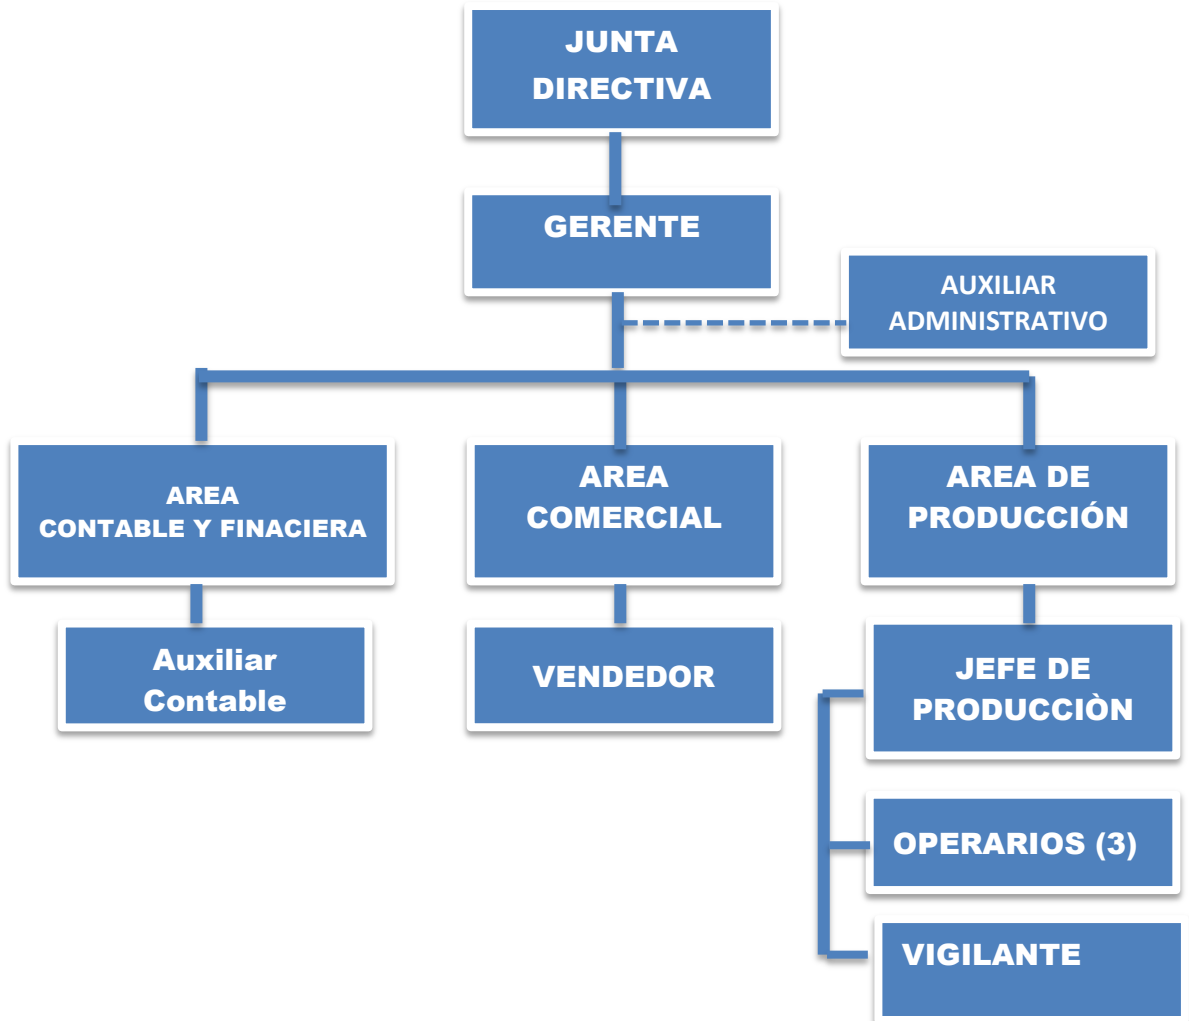 JUNTA
DIRECTIVA
GERENTE
AUXILIAR
ADMINISTRATIVO
AREA
CONTABLE Y FINACIERA
AREA
COMERCIAL
AREA DE
PRODUCCIÓN
Auxiliar
Contable
VENDEDOR
JEFE DE
PRODUCCIÒN
OPERARIOS (3)
VIGILANTE